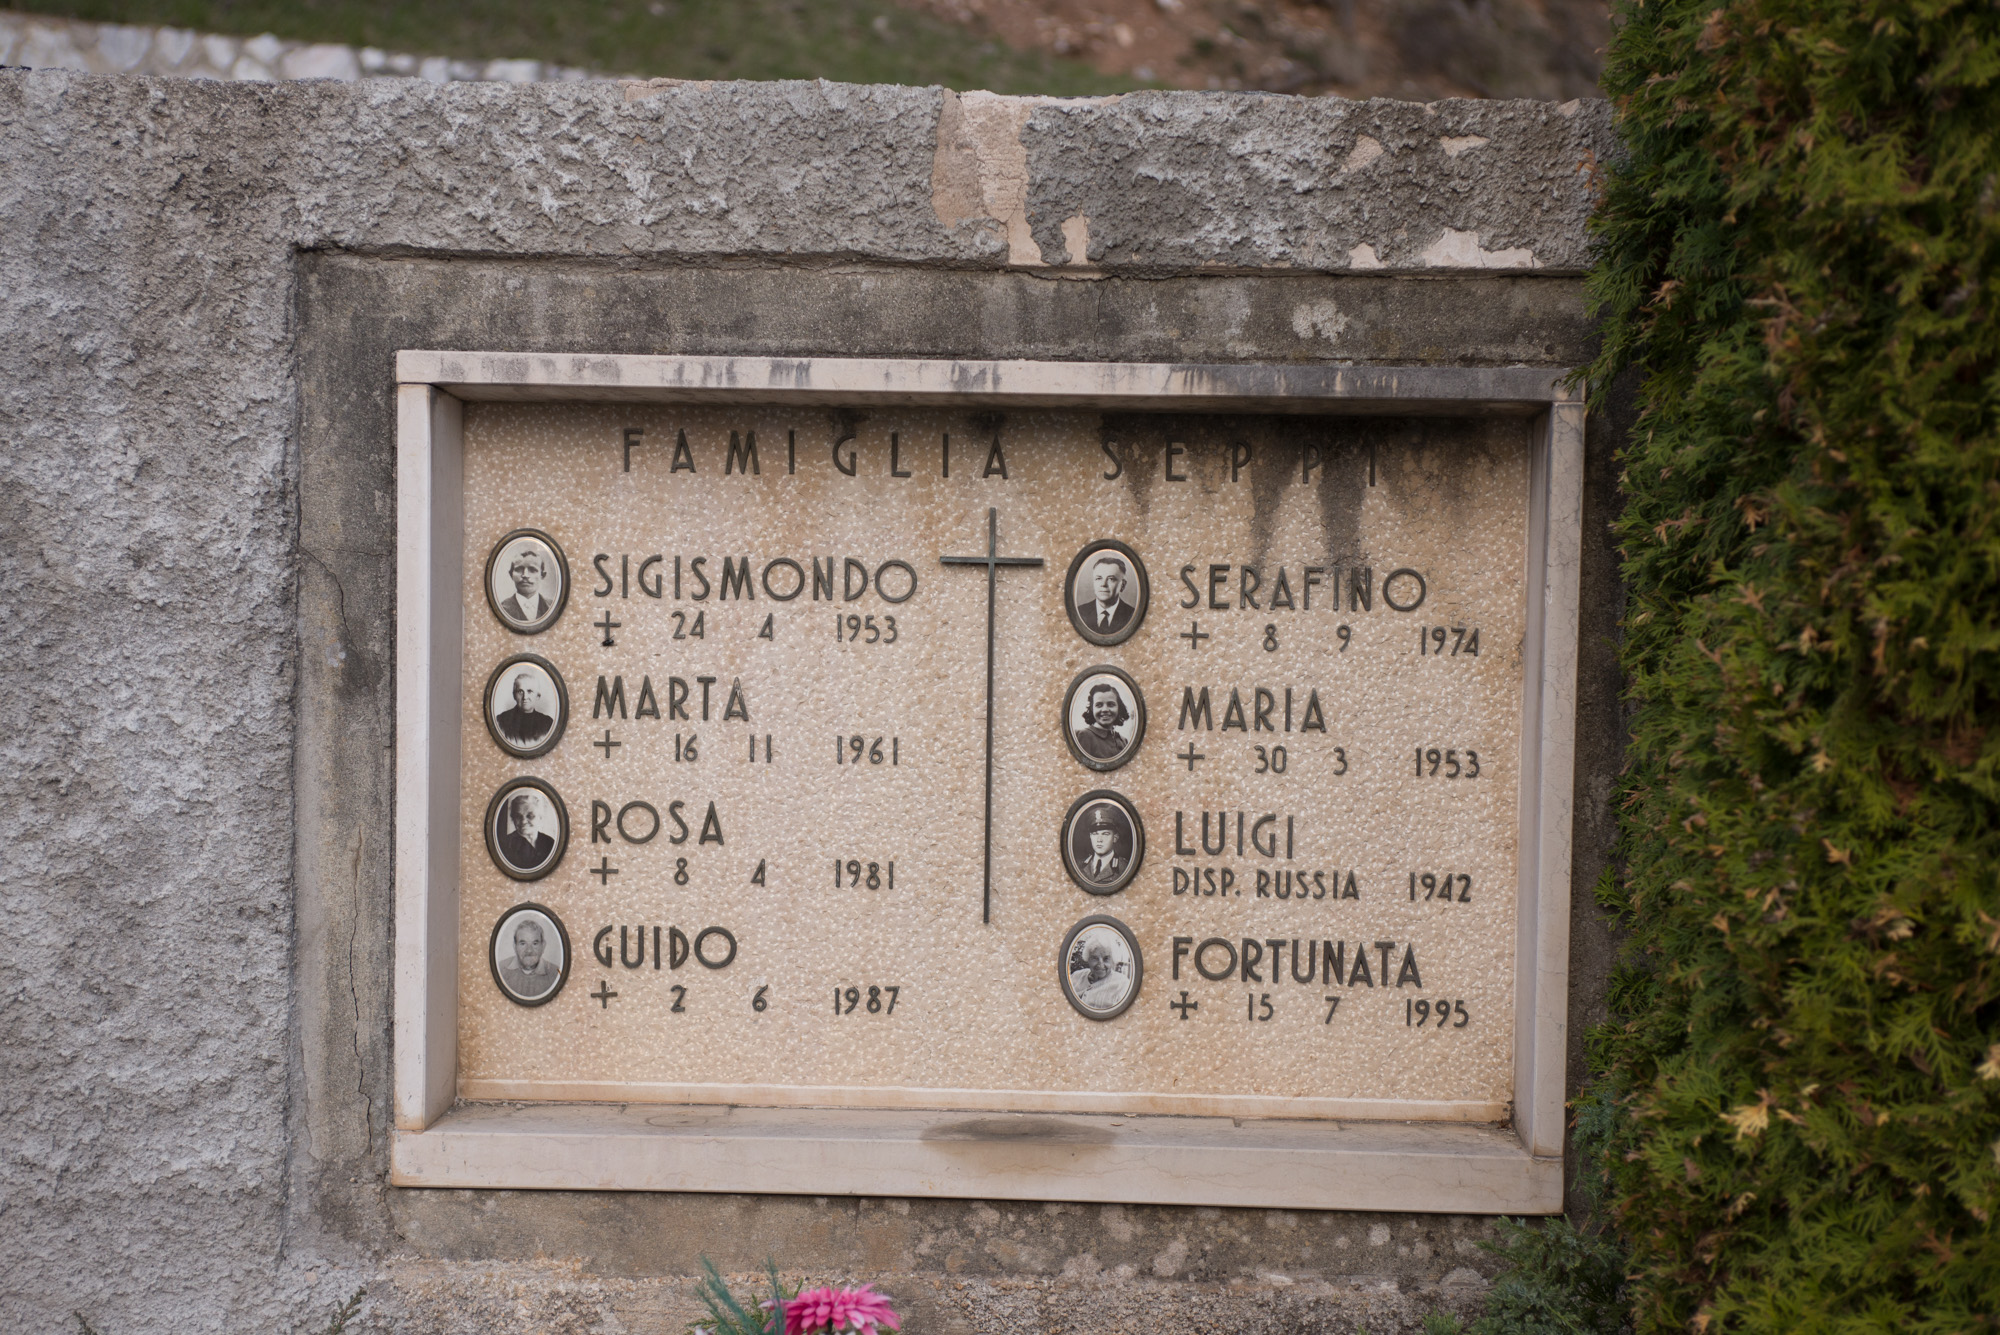 FAMIGLIA SEPPI
SIGISMONDO
+ 24 4 1953
MARTA
+ 16 11 1961
ROSA
+ 8 4 1981
GUIDO
+ 2 6 1987
SERAFINO
+ 8 9 1974
MARIA
+ 30 3 1953
LUIGI
DISP. RUSSIA 1942
FORTUNATA
+ 15 7 1995